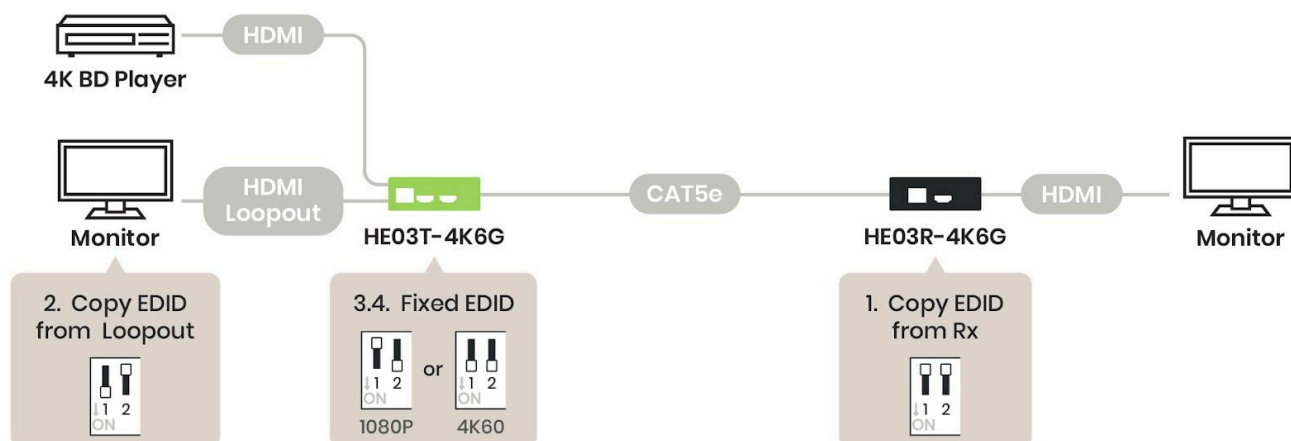 HDMI
4K BD Player
HDMI
Loopout
CAT5e
HDMI
Monitor
HE03T-4K6G
HE03R-4K6G
Monitor
2. Copy EDID
from Loopout
↓1 2
ON
3.4. Fixed EDID
↓1 2
ON
1080P
or
↓1 2
ON
4K60
1. Copy EDID
from Rx
↓1 2
ON